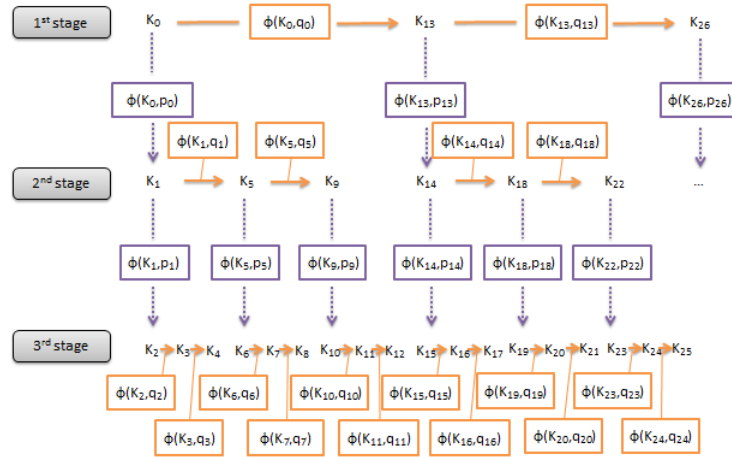 1st stage K0 ϕ(K0,q0) K13 ϕ(K13,q13) K26
ϕ(K0,p0) ϕ(K13,p13) ϕ(K26,p26)
ϕ(K1,q1) ϕ(K5,q5) ϕ(K14,q14) ϕ(K18,q18)
2nd stage K1 K5 K9 K14 K18 K22 ...
ϕ(K1,p1) ϕ(K5,p5) ϕ(K9,p9) ϕ(K14,p14) ϕ(K18,p18) ϕ(K22,p22)
3rd stage K2 K3 K4 K6 K7 K8 K10 K11 K12 K15 K16 K17 K19 K20 K21 K23 K24 K25
ϕ(K2,q2) ϕ(K6,q6) ϕ(K10,q10) ϕ(K15,q15) ϕ(K19,q19) ϕ(K23,q23)
ϕ(K3,q3) ϕ(K7,q7) ϕ(K11,q11) ϕ(K16,q16) ϕ(K20,q20) ϕ(K24,q24)